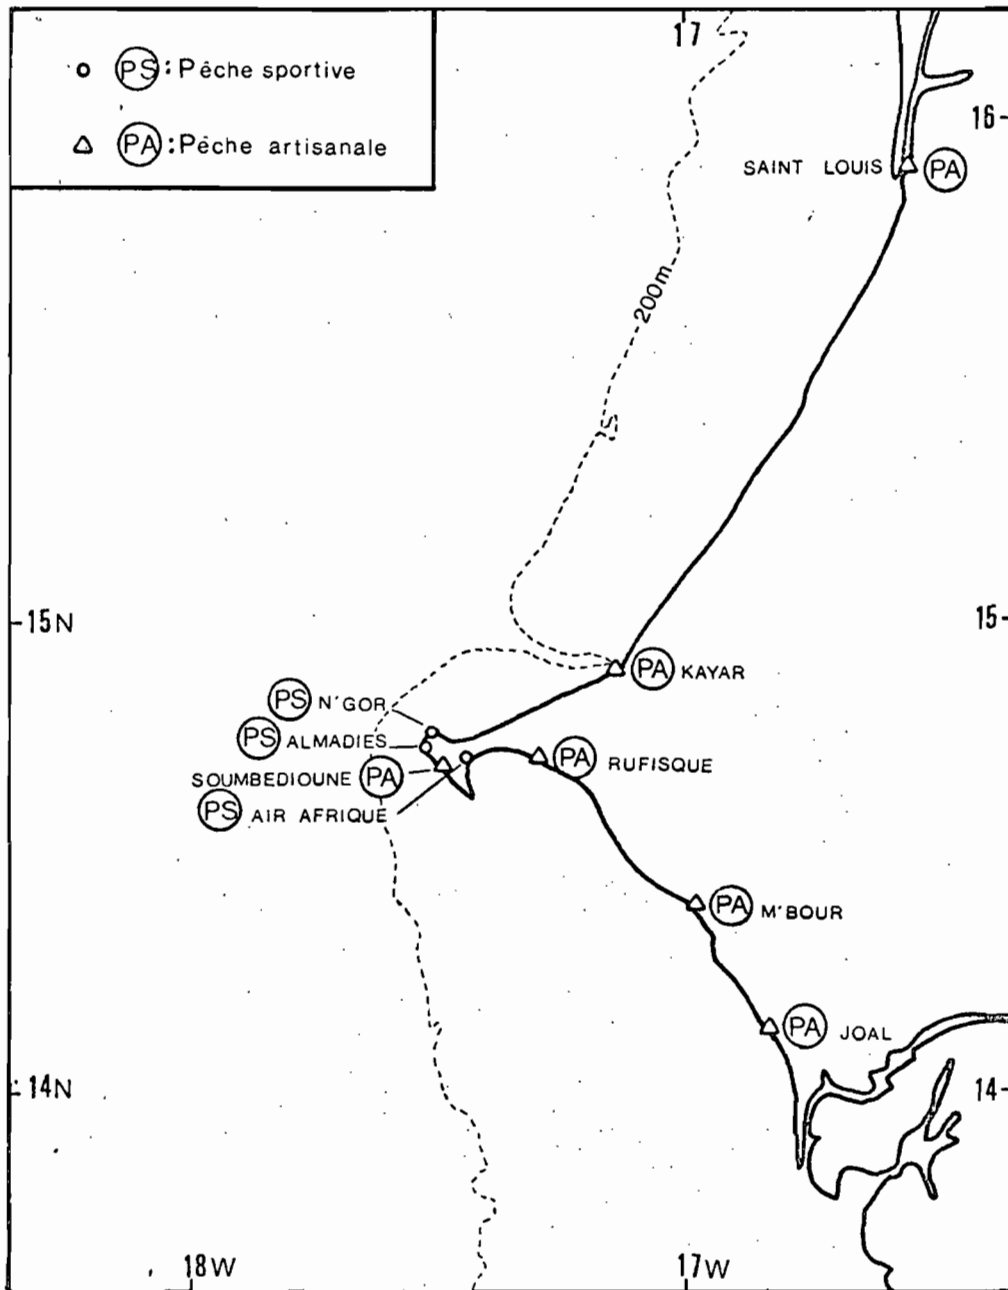 17
PS : Pêche sportive
PA : Pêche artisanale
16
SAINT LOUIS PA
200m
15N
15
PA KAYAR
PS N'GOR
PS ALMADIES
SOUMBEDIOUNE PA
PA RUFISQUE
PS AIR AFRIQUE
PA M'BOUR
PA JOAL
14N
14
18W
17W